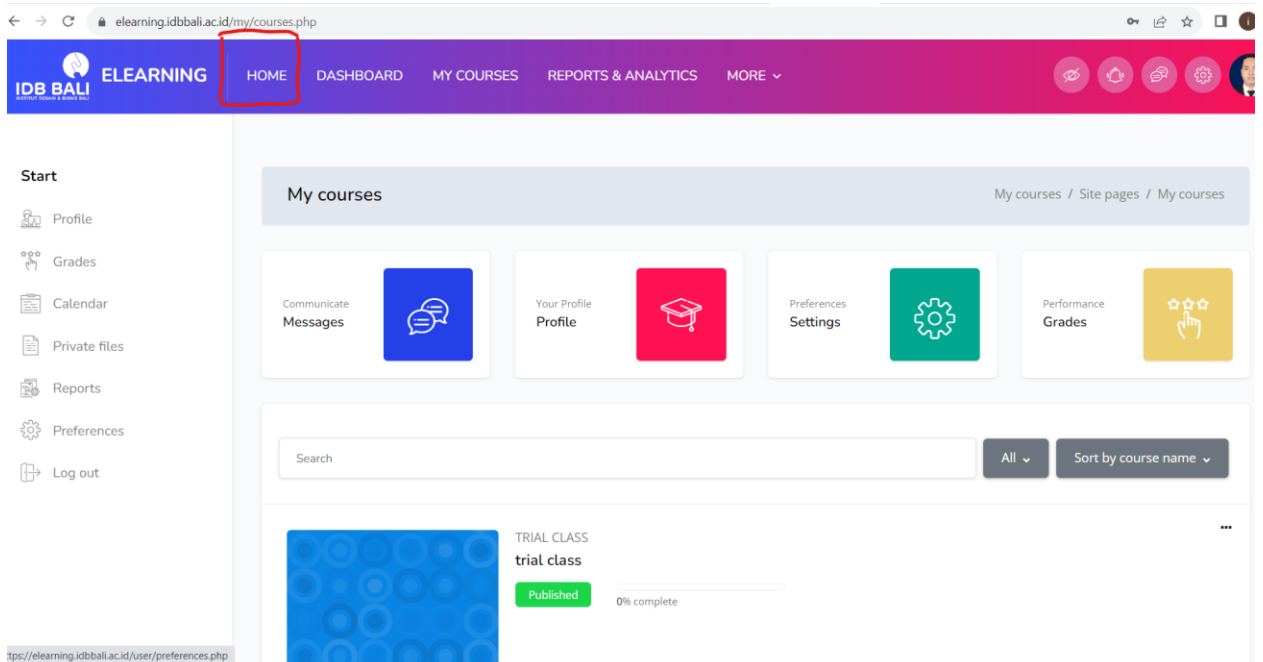 elearning.idbbali.ac.id/my/courses.php
IDB BALI
INSTITUT DESAIN & BISNIS BALI
ELEARNING
HOME DASHBOARD MY COURSES REPORTS & ANALYTICS MORE
Start
Profile
Grades
Calendar
Private files
Reports
Preferences
Log out
My courses
My courses / Site pages / My courses
Communicate
Messages
Your Profile
Profile
Preferences
Settings
Performance
Grades
Search
All
Sort by course name
TRIAL CLASS
trial class
Published
0% complete
tps://elearning.idbbali.ac.id/user/preferences.php